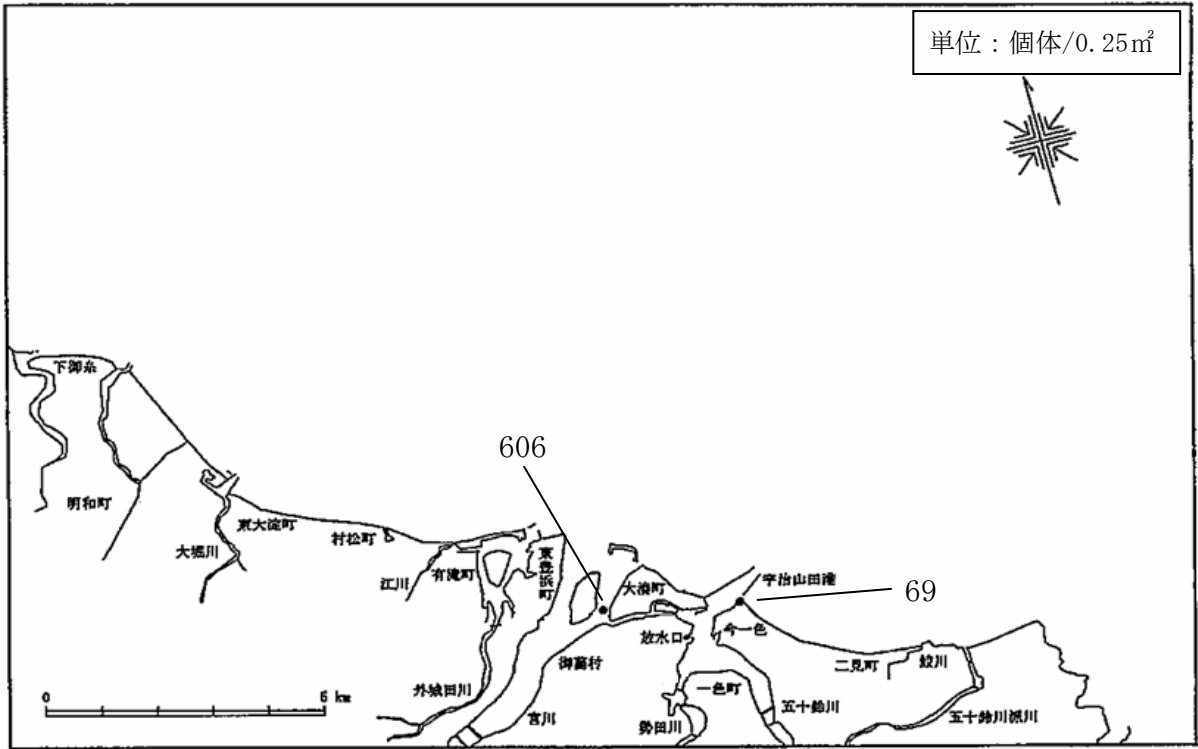 単位：個体/0.25㎡
下御糸
606
明和町
東大淀町
村松町
大堀川
江川
有滝町
東豊浜町
大湊町
宇治山田港
69
放水口
今一色
御薗村
二見町
外城田川
一色町
五十鈴川
宮川
勢田川
五十鈴川派川
0
6 km